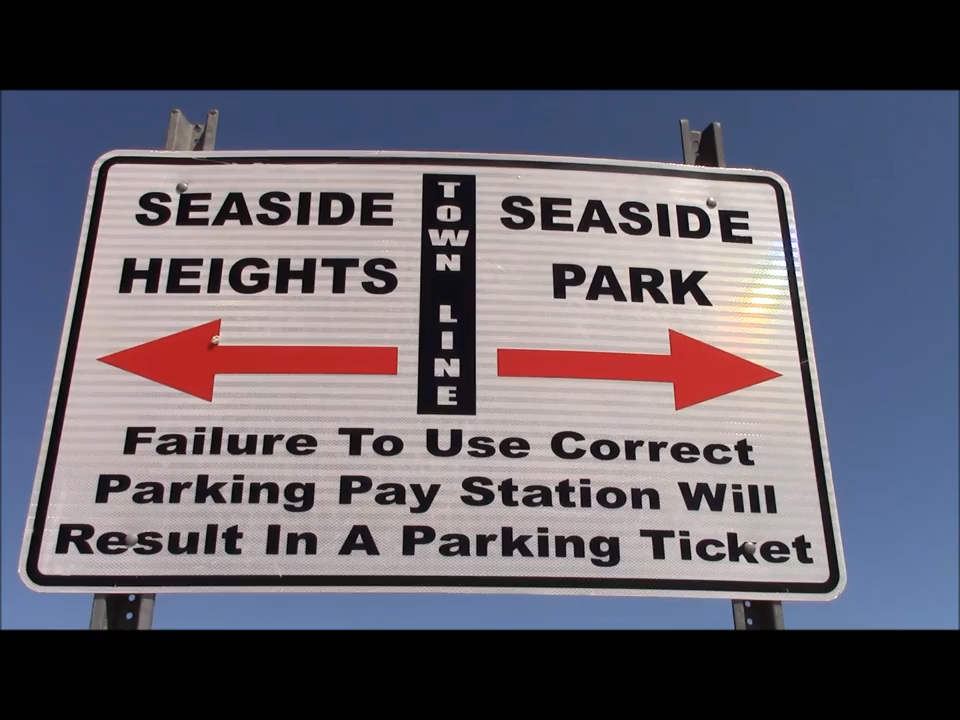 SEASIDE
HEIGHTS
TOWN LINE
SEASIDE
PARK
Failure To Use Correct
Parking Pay Station Will
Result In A Parking Ticket